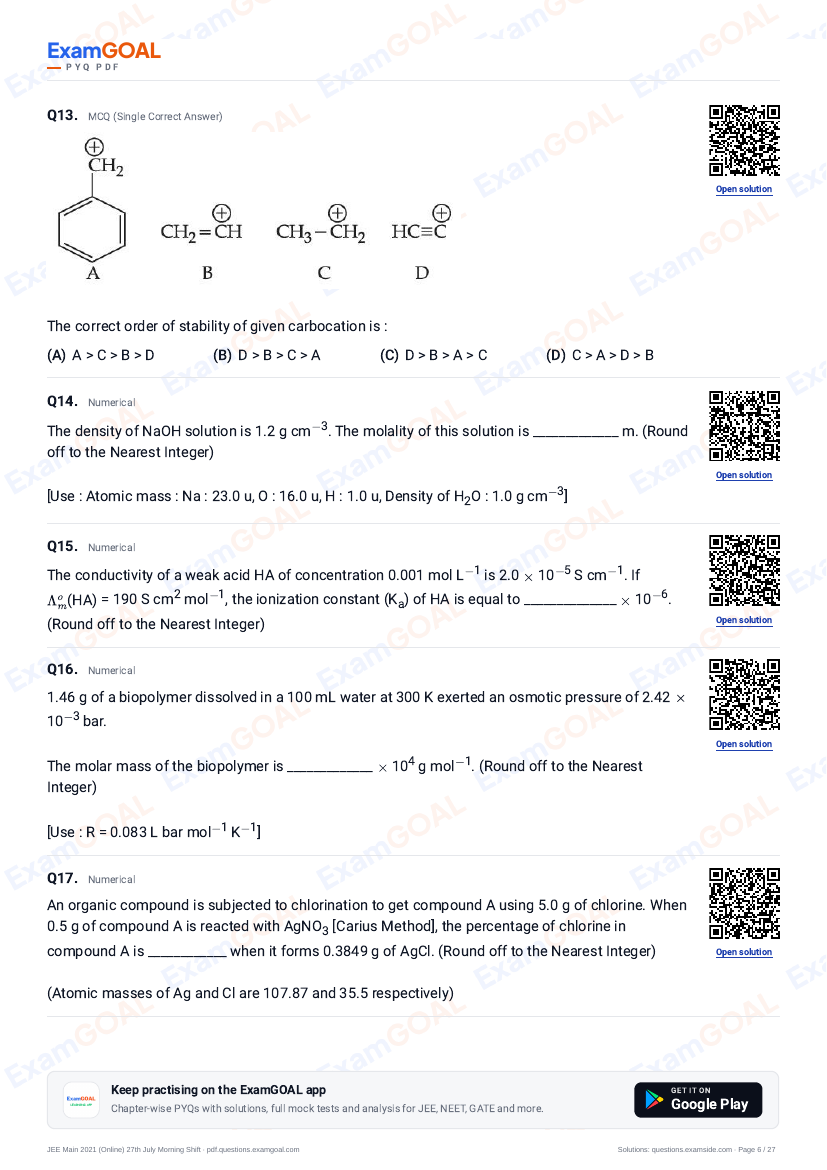 ExamGOAL
PYQ PDF
Q13. MCQ (Single Correct Answer)
Open solution
⊕
CH₂
⊕ ⊕ ⊕
CH₂=CH CH₃−CH₂ HC≡C
A B C D
The correct order of stability of given carbocation is :
(A) A > C > B > D (B) D > B > C > A (C) D > B > A > C (D) C > A > D > B
Q14. Numerical
Open solution
The density of NaOH solution is 1.2 g cm⁻³. The molality of this solution is _____________ m. (Round
off to the Nearest Integer)
[Use : Atomic mass : Na : 23.0 u, O : 16.0 u, H : 1.0 u, Density of H₂O : 1.0 g cm⁻³]
Q15. Numerical
Open solution
The conductivity of a weak acid HA of concentration 0.001 mol L⁻¹ is 2.0 × 10⁻⁵ S cm⁻¹. If
Λₘᵒ(HA) = 190 S cm² mol⁻¹, the ionization constant (Kₐ) of HA is equal to ______________ × 10⁻⁶.
(Round off to the Nearest Integer)
Q16. Numerical
Open solution
1.46 g of a biopolymer dissolved in a 100 mL water at 300 K exerted an osmotic pressure of 2.42 ×
10⁻³ bar.
The molar mass of the biopolymer is _____________ × 10⁴ g mol⁻¹. (Round off to the Nearest
Integer)
[Use : R = 0.083 L bar mol⁻¹ K⁻¹]
Q17. Numerical
Open solution
An organic compound is subjected to chlorination to get compound A using 5.0 g of chlorine. When
0.5 g of compound A is reacted with AgNO₃ [Carius Method], the percentage of chlorine in
compound A is ____________ when it forms 0.3849 g of AgCl. (Round off to the Nearest Integer)
(Atomic masses of Ag and Cl are 107.87 and 35.5 respectively)
Keep practising on the ExamGOAL app
Chapter-wise PYQs with solutions, full mock tests and analysis for JEE, NEET, GATE and more.
GET IT ON
Google Play
JEE Main 2021 (Online) 27th July Morning Shift · pdf.questions.examgoal.com
Solutions: questions.examside.com · Page 6 / 27